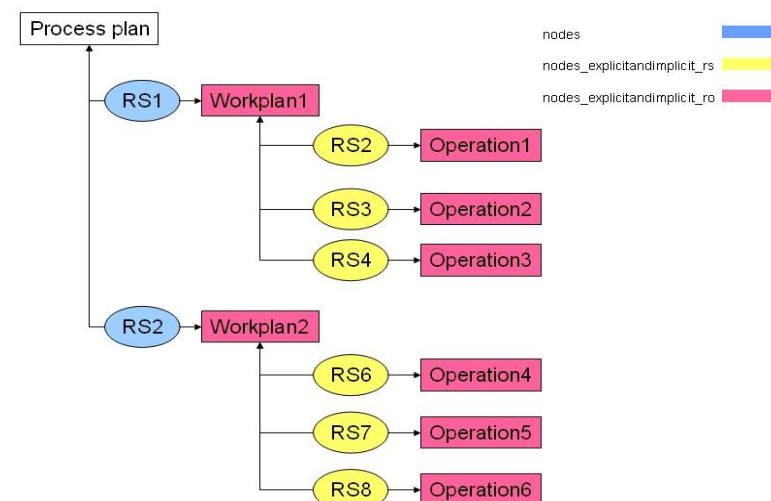 Process plan
nodes
nodes_explicitandimplicit_rs
nodes_explicitandimplicit_ro
RS1
Workplan1
RS2
Operation1
RS3
Operation2
RS4
Operation3
RS2
Workplan2
RS6
Operation4
RS7
Operation5
RS8
Operation6